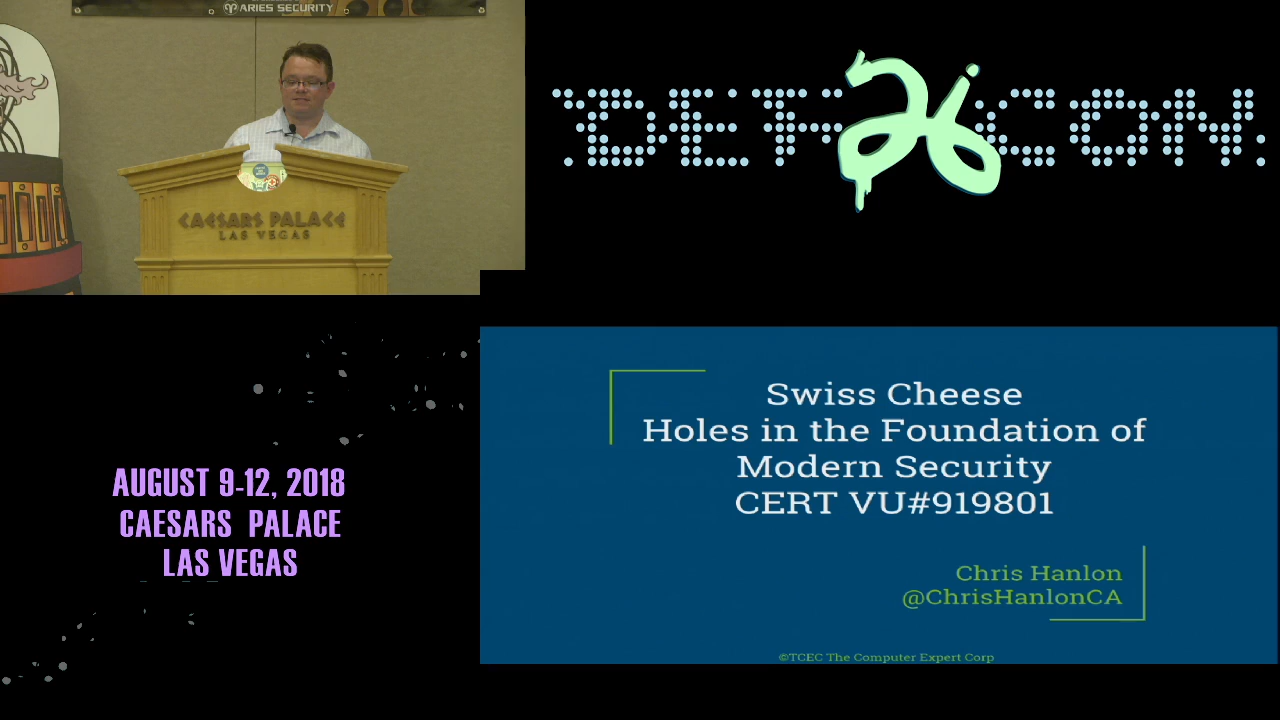 ARIES SECURITY
CAESARS PALACE
LAS VEGAS
DEF 26 CON
AUGUST 9-12, 2018
CAESARS PALACE
LAS VEGAS
Swiss Cheese
Holes in the Foundation of
Modern Security
CERT VU#919801
Chris Hanlon
@ChrisHanlonCA
©TCEC The Computer Expert Corp